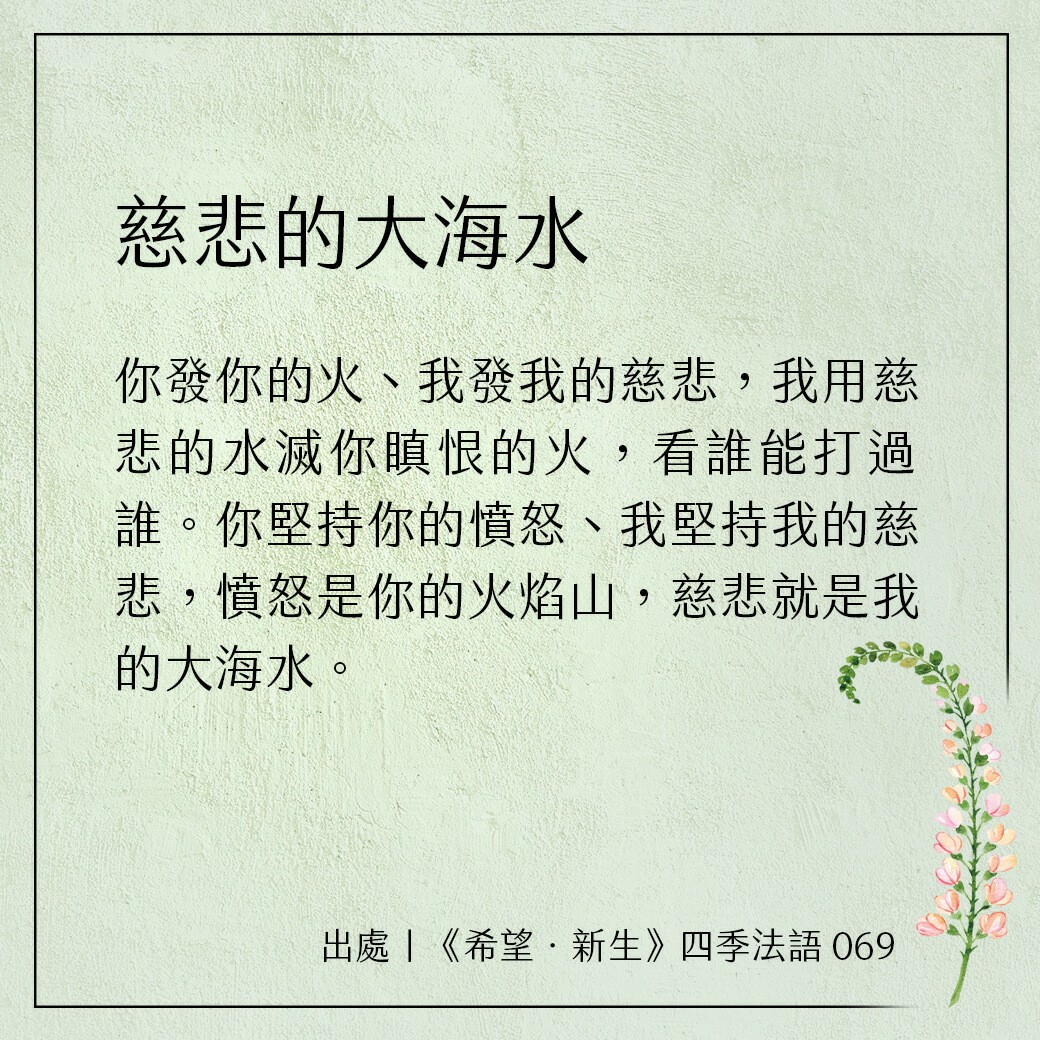 慈悲的大海水
你發你的火、我發我的慈悲，我用慈
悲的水滅你瞋恨的火，看誰能打過
誰。你堅持你的憤怒、我堅持我的慈
悲，憤怒是你的火焰山，慈悲就是我
的大海水。
出處｜《希望．新生》四季法語 069